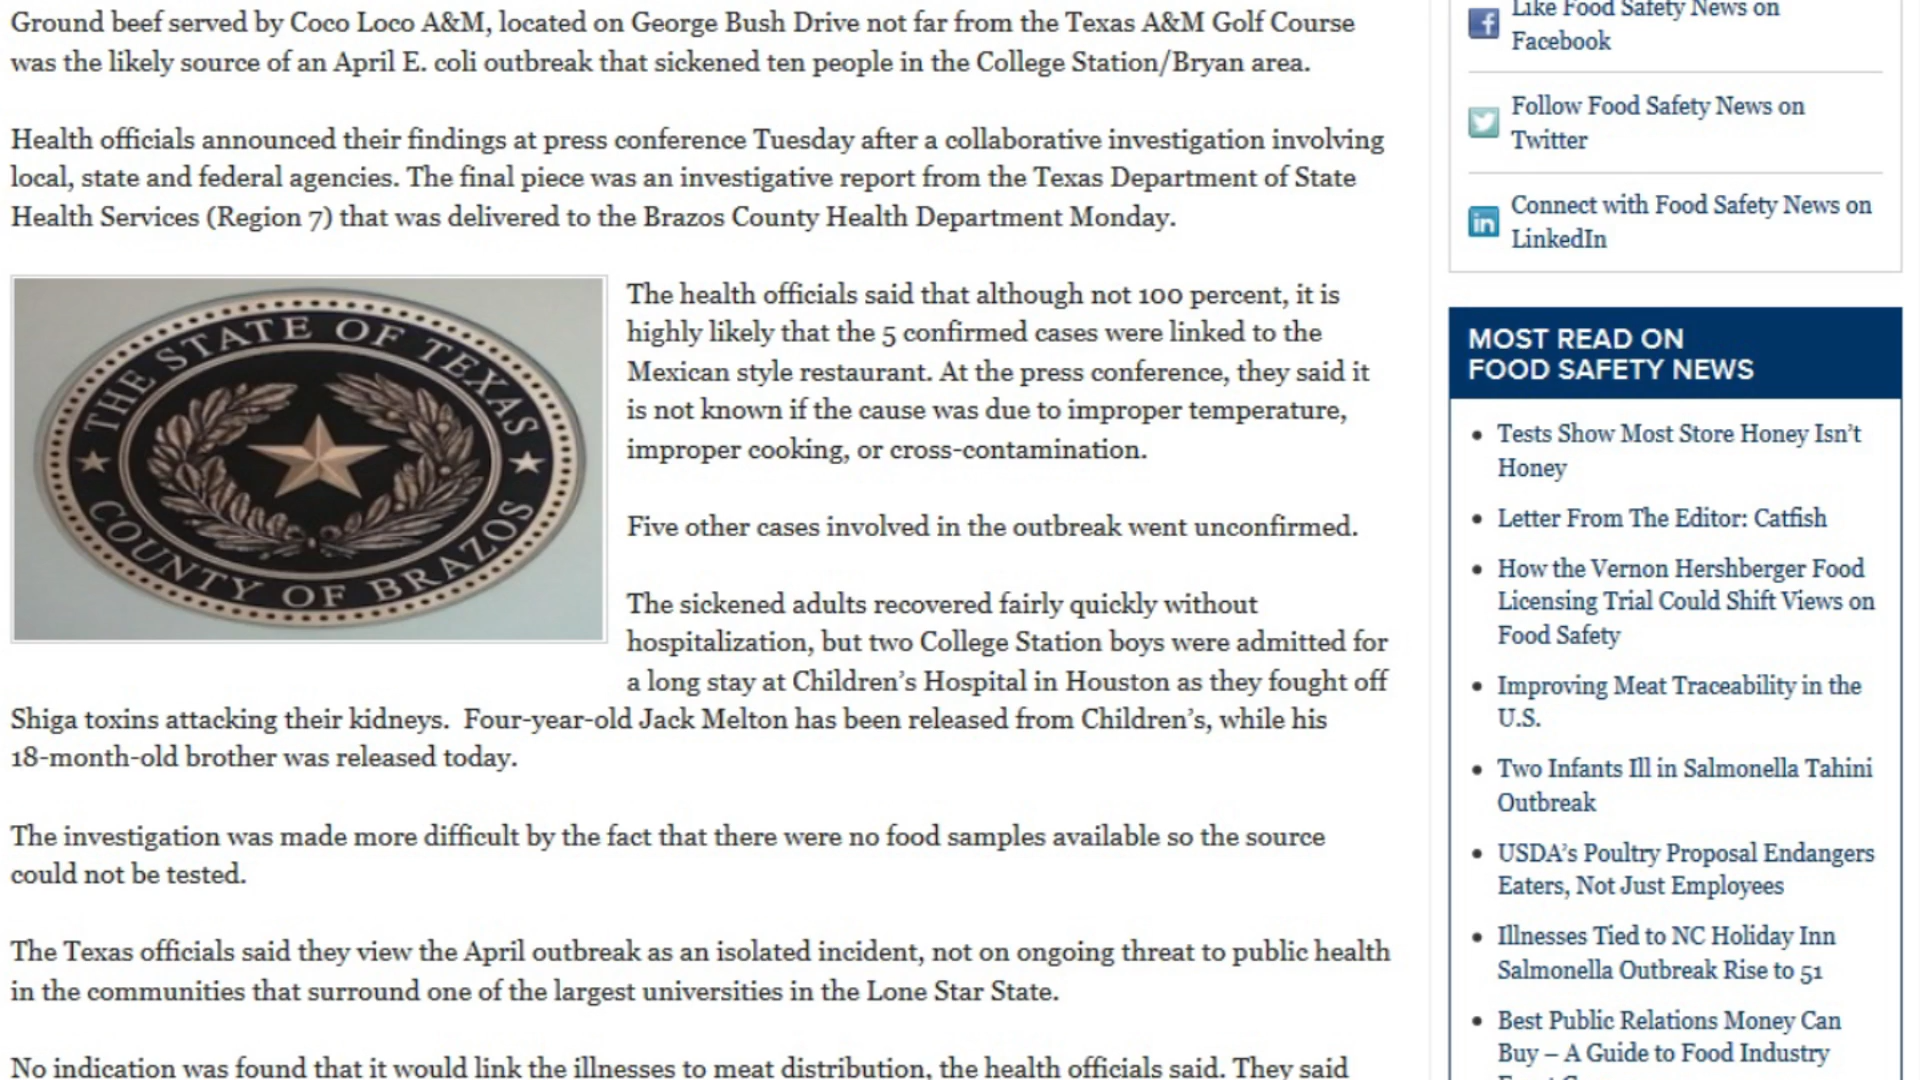 Ground beef served by Coco Loco A&M, located on George Bush Drive not far from the Texas A&M Golf Course
was the likely source of an April E. coli outbreak that sickened ten people in the College Station/Bryan area.
Health officials announced their findings at press conference Tuesday after a collaborative investigation involving
local, state and federal agencies. The final piece was an investigative report from the Texas Department of State
Health Services (Region 7) that was delivered to the Brazos County Health Department Monday.
THE STATE OF TEXAS
COUNTY OF BRAZOS
The health officials said that although not 100 percent, it is
highly likely that the 5 confirmed cases were linked to the
Mexican style restaurant. At the press conference, they said it
is not known if the cause was due to improper temperature,
improper cooking, or cross-contamination.
Five other cases involved in the outbreak went unconfirmed.
The sickened adults recovered fairly quickly without
hospitalization, but two College Station boys were admitted for
a long stay at Children's Hospital in Houston as they fought off
Shiga toxins attacking their kidneys. Four-year-old Jack Melton has been released from Children's, while his
18-month-old brother was released today.
The investigation was made more difficult by the fact that there were no food samples available so the source
could not be tested.
The Texas officials said they view the April outbreak as an isolated incident, not on ongoing threat to public health
in the communities that surround one of the largest universities in the Lone Star State.
No indication was found that it would link the illnesses to meat distribution, the health officials said. They said
Like Food Safety News on
Facebook
Follow Food Safety News on
Twitter
Connect with Food Safety News on
LinkedIn
MOST READ ON
FOOD SAFETY NEWS
Tests Show Most Store Honey Isn't
Honey
Letter From The Editor: Catfish
How the Vernon Hershberger Food
Licensing Trial Could Shift Views on
Food Safety
Improving Meat Traceability in the
U.S.
Two Infants Ill in Salmonella Tahini
Outbreak
USDA's Poultry Proposal Endangers
Eaters, Not Just Employees
Illnesses Tied to NC Holiday Inn
Salmonella Outbreak Rise to 51
Best Public Relations Money Can
Buy – A Guide to Food Industry